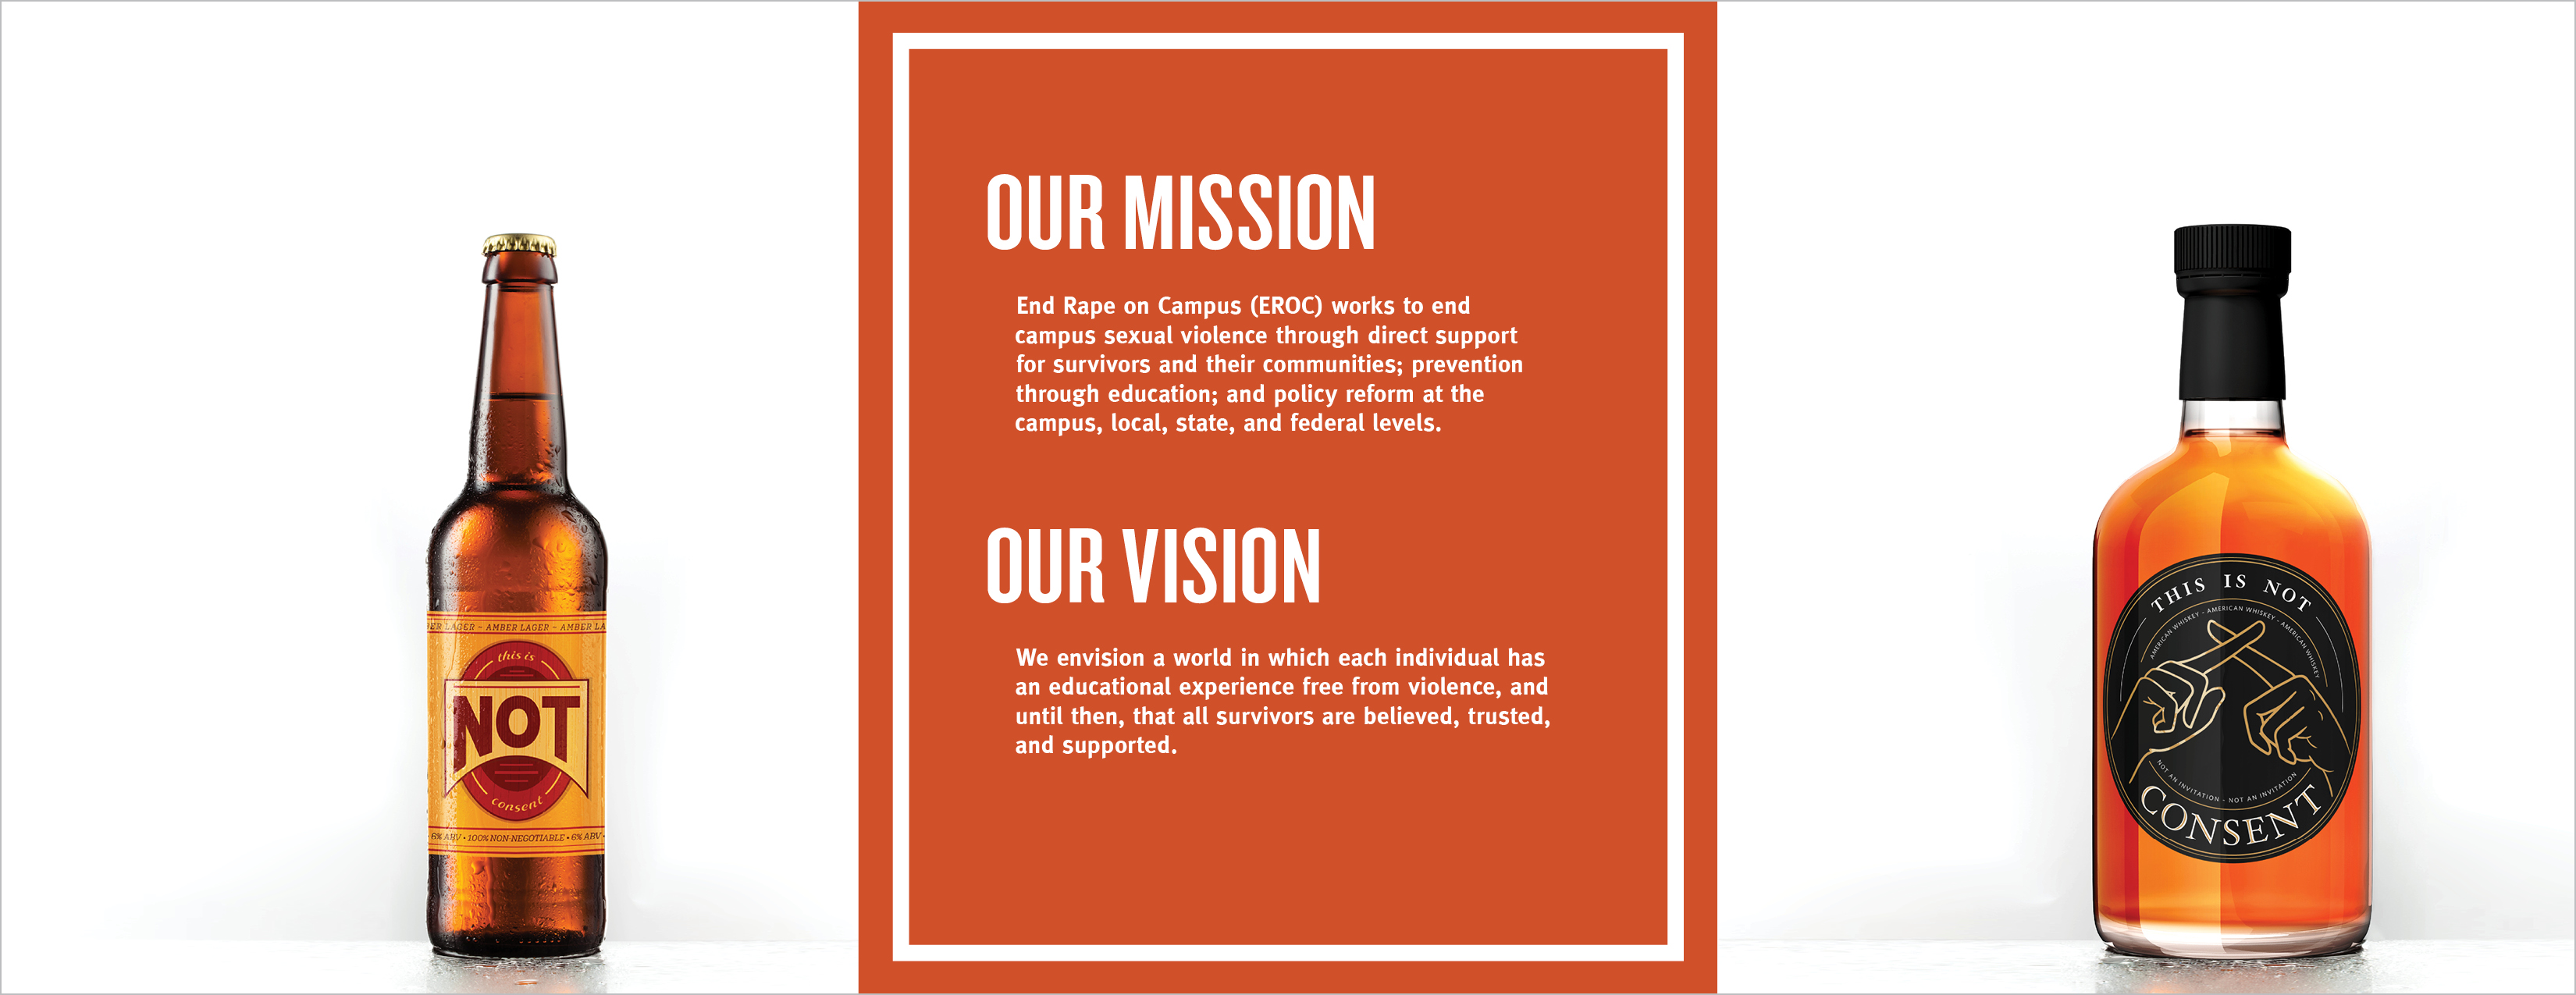 BER LAGER - AMBER LAGER - AMBER LA
this is
NOT
consent
6% ABV • 100% NON-NEGOTIABLE • 6% ABV •
OUR MISSION
End Rape on Campus (EROC) works to end
campus sexual violence through direct support
for survivors and their communities; prevention
through education; and policy reform at the
campus, local, state, and federal levels.
OUR VISION
We envision a world in which each individual has
an educational experience free from violence, and
until then, that all survivors are believed, trusted,
and supported.
THIS IS NOT
AMERICAN WHISKEY - AMERICAN WHISKEY - AMERICAN WHISKEY
NOT AN INVITATION - NOT AN INVITATION
CONSENT